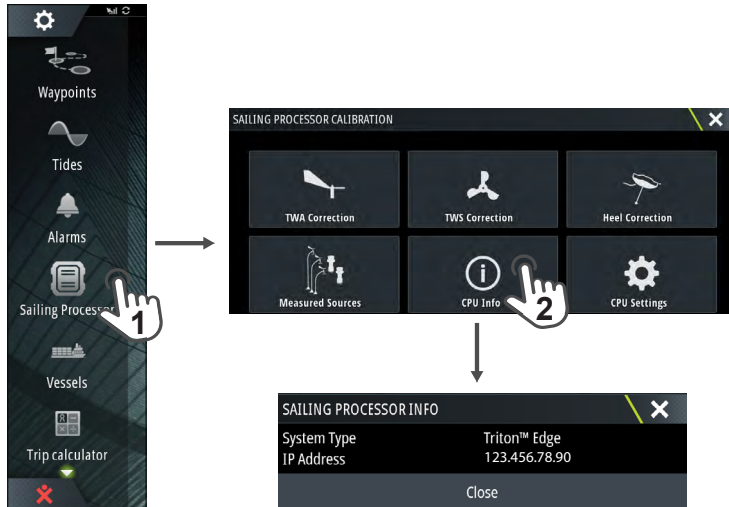 Waypoints
Tides
Alarms
Sailing Processor
1
Vessels
Trip calculator
SAILING PROCESSOR CALIBRATION
TWA Correction
TWS Correction
Heel Correction
Measured Sources
CPU Info
2
CPU Settings
SAILING PROCESSOR INFO
System Type Triton™ Edge
IP Address 123.456.78.90
Close